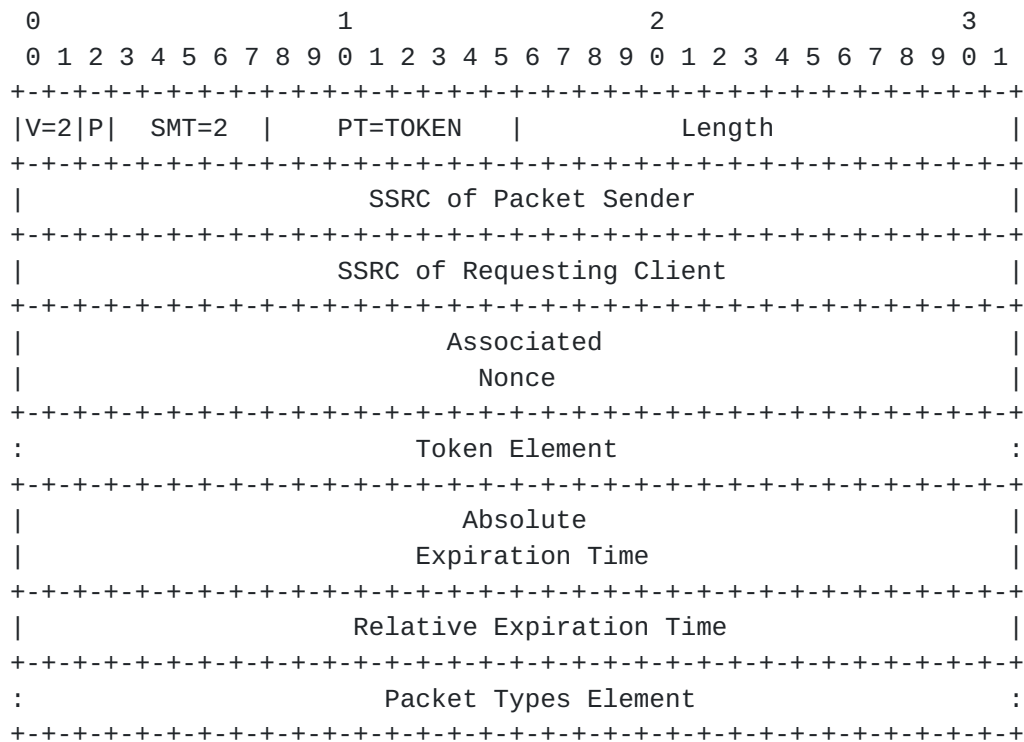 0                   1                   2                   3
 0 1 2 3 4 5 6 7 8 9 0 1 2 3 4 5 6 7 8 9 0 1 2 3 4 5 6 7 8 9 0 1
+-+-+-+-+-+-+-+-+-+-+-+-+-+-+-+-+-+-+-+-+-+-+-+-+-+-+-+-+-+-+-+-+
|V=2|P|  SMT=2  |    PT=TOKEN   |          Length               |
+-+-+-+-+-+-+-+-+-+-+-+-+-+-+-+-+-+-+-+-+-+-+-+-+-+-+-+-+-+-+-+-+
|                      SSRC of Packet Sender                    |
+-+-+-+-+-+-+-+-+-+-+-+-+-+-+-+-+-+-+-+-+-+-+-+-+-+-+-+-+-+-+-+-+
|                    SSRC of Requesting Client                  |
+-+-+-+-+-+-+-+-+-+-+-+-+-+-+-+-+-+-+-+-+-+-+-+-+-+-+-+-+-+-+-+-+
|                           Associated                          |
|                             Nonce                             |
+-+-+-+-+-+-+-+-+-+-+-+-+-+-+-+-+-+-+-+-+-+-+-+-+-+-+-+-+-+-+-+-+
:                         Token Element                         :
+-+-+-+-+-+-+-+-+-+-+-+-+-+-+-+-+-+-+-+-+-+-+-+-+-+-+-+-+-+-+-+-+
|                            Absolute                           |
|                         Expiration Time                       |
+-+-+-+-+-+-+-+-+-+-+-+-+-+-+-+-+-+-+-+-+-+-+-+-+-+-+-+-+-+-+-+-+
|                     Relative Expiration Time                  |
+-+-+-+-+-+-+-+-+-+-+-+-+-+-+-+-+-+-+-+-+-+-+-+-+-+-+-+-+-+-+-+-+
:                       Packet Types Element                    :
+-+-+-+-+-+-+-+-+-+-+-+-+-+-+-+-+-+-+-+-+-+-+-+-+-+-+-+-+-+-+-+-+